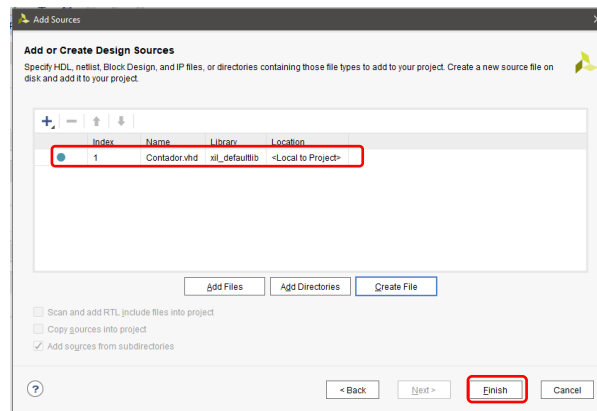 Add Sources
Add or Create Design Sources
Specify HDL, netlist, Block Design, and IP files, or directories containing those file types to add to your project. Create a new source file on
disk and add it to your project.
Index Name Library Location
1 Contador.vhd xil_defaultlib <Local to Project>
Add Files Add Directories Create File
Scan and add RTL include files into project
Copy sources into project
Add sources from subdirectories
? < Back Next > Finish Cancel